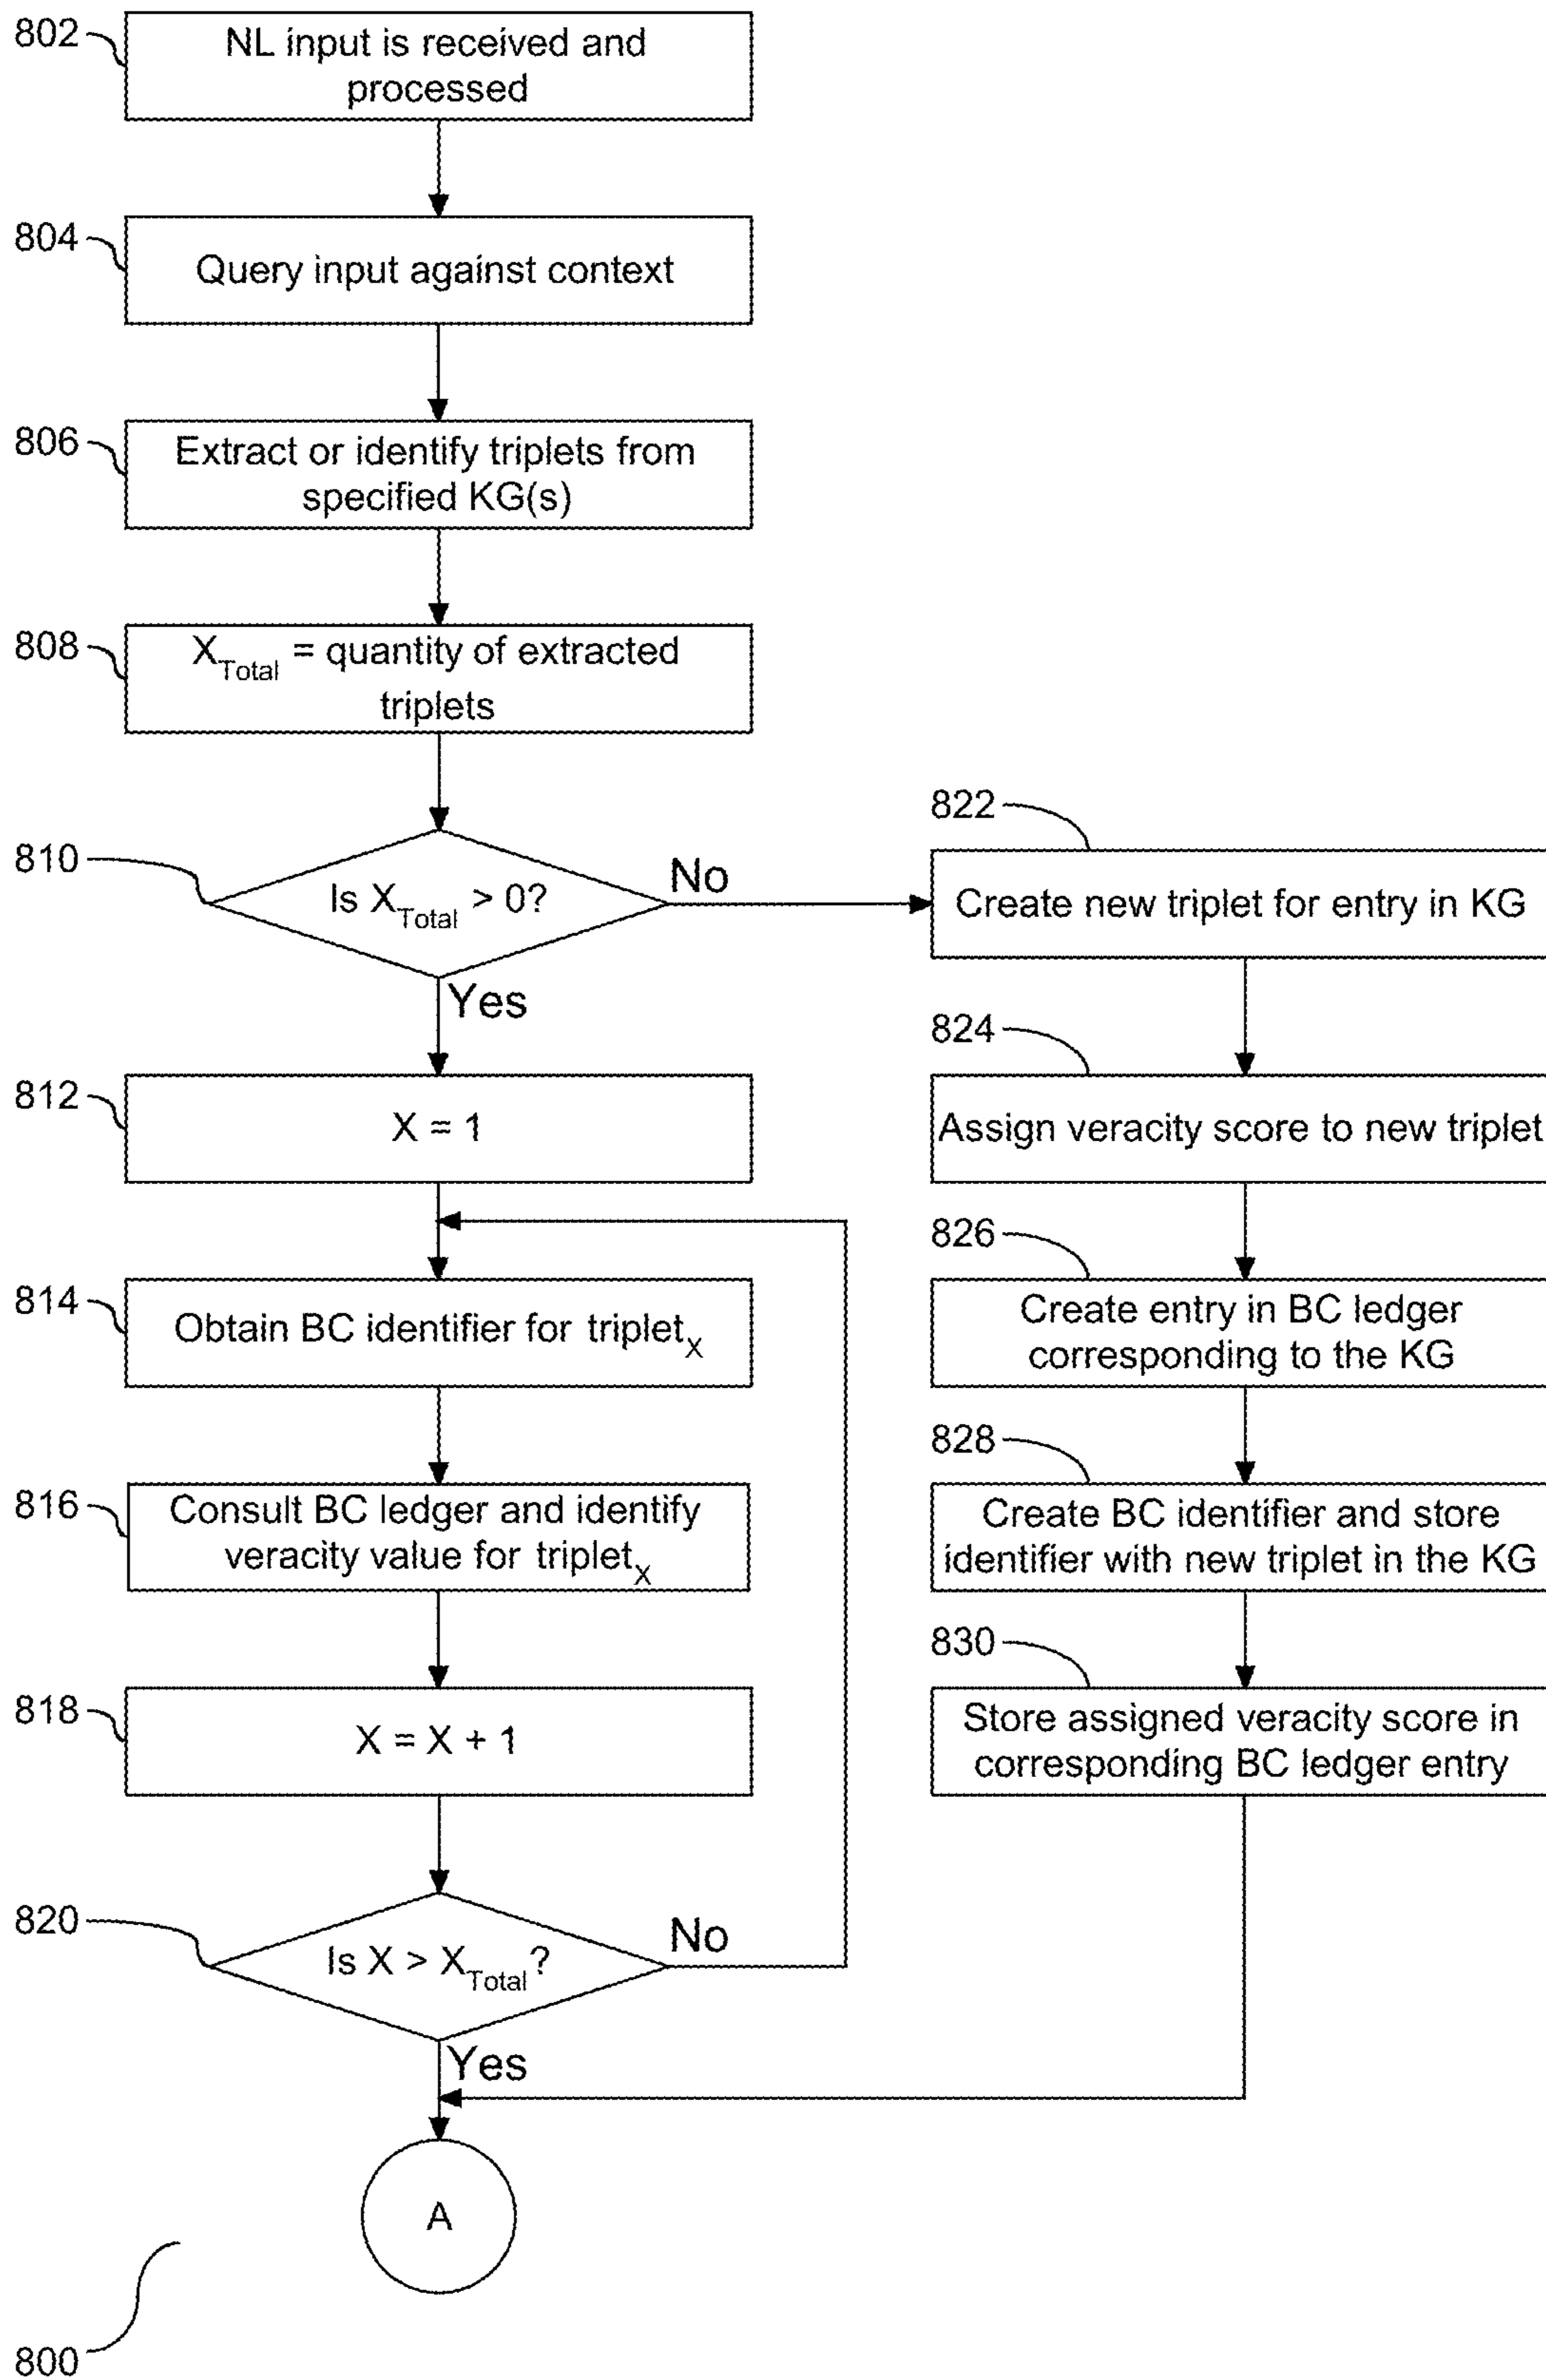 802
NL input is received and
processed
804
Query input against context
806
Extract or identify triplets from
specified KG(s)
808
X_Total = quantity of extracted
triplets
810
Is X_Total > 0?
No
Yes
812
X = 1
814
Obtain BC identifier for triplet_X
816
Consult BC ledger and identify
veracity value for triplet_X
818
X = X + 1
820
Is X > X_Total?
No
Yes
822
Create new triplet for entry in KG
824
Assign veracity score to new triplet
826
Create entry in BC ledger
corresponding to the KG
828
Create BC identifier and store
identifier with new triplet in the KG
830
Store assigned veracity score in
corresponding BC ledger entry
A
800